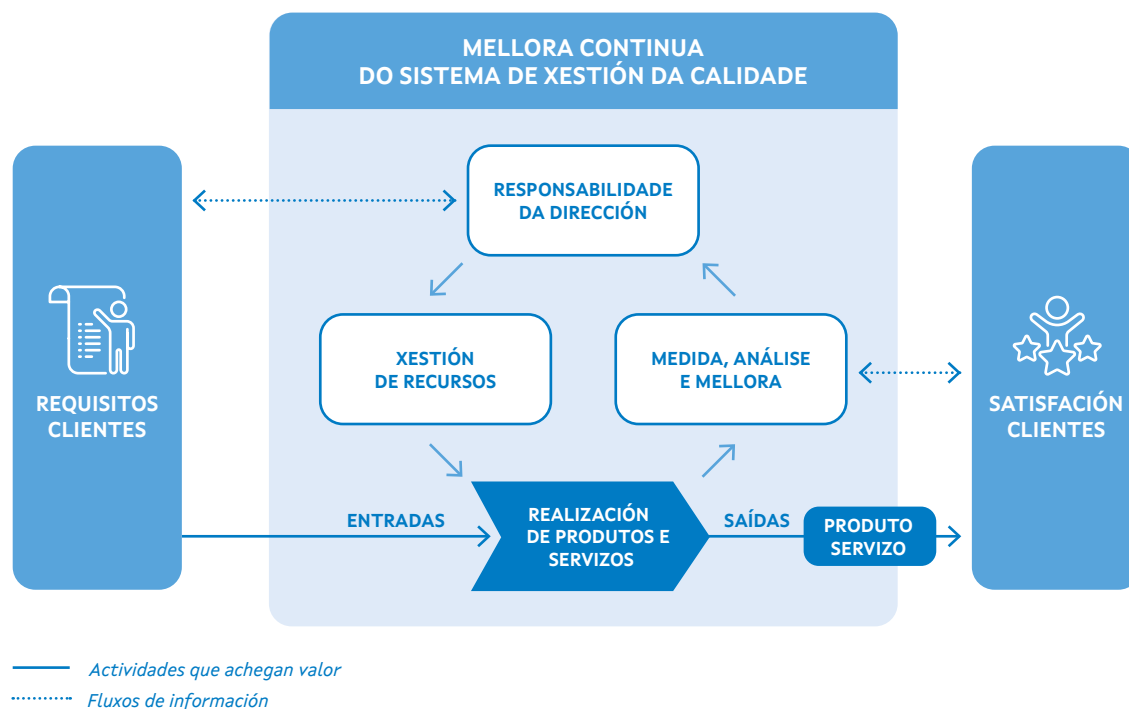 MELLORA CONTINUA
DO SISTEMA DE XESTIÓN DA CALIDADE
RESPONSABILIDADE
DA DIRECCIÓN
XESTIÓN
DE RECURSOS
MEDIDA, ANÁLISE
E MELLORA
REQUISITOS
CLIENTES
SATISFACIÓN
CLIENTES
ENTRADAS
REALIZACIÓN
DE PRODUTOS E
SERVIZOS
SAÍDAS
PRODUTO
SERVIZO
Actividades que achegan valor
Fluxos de información